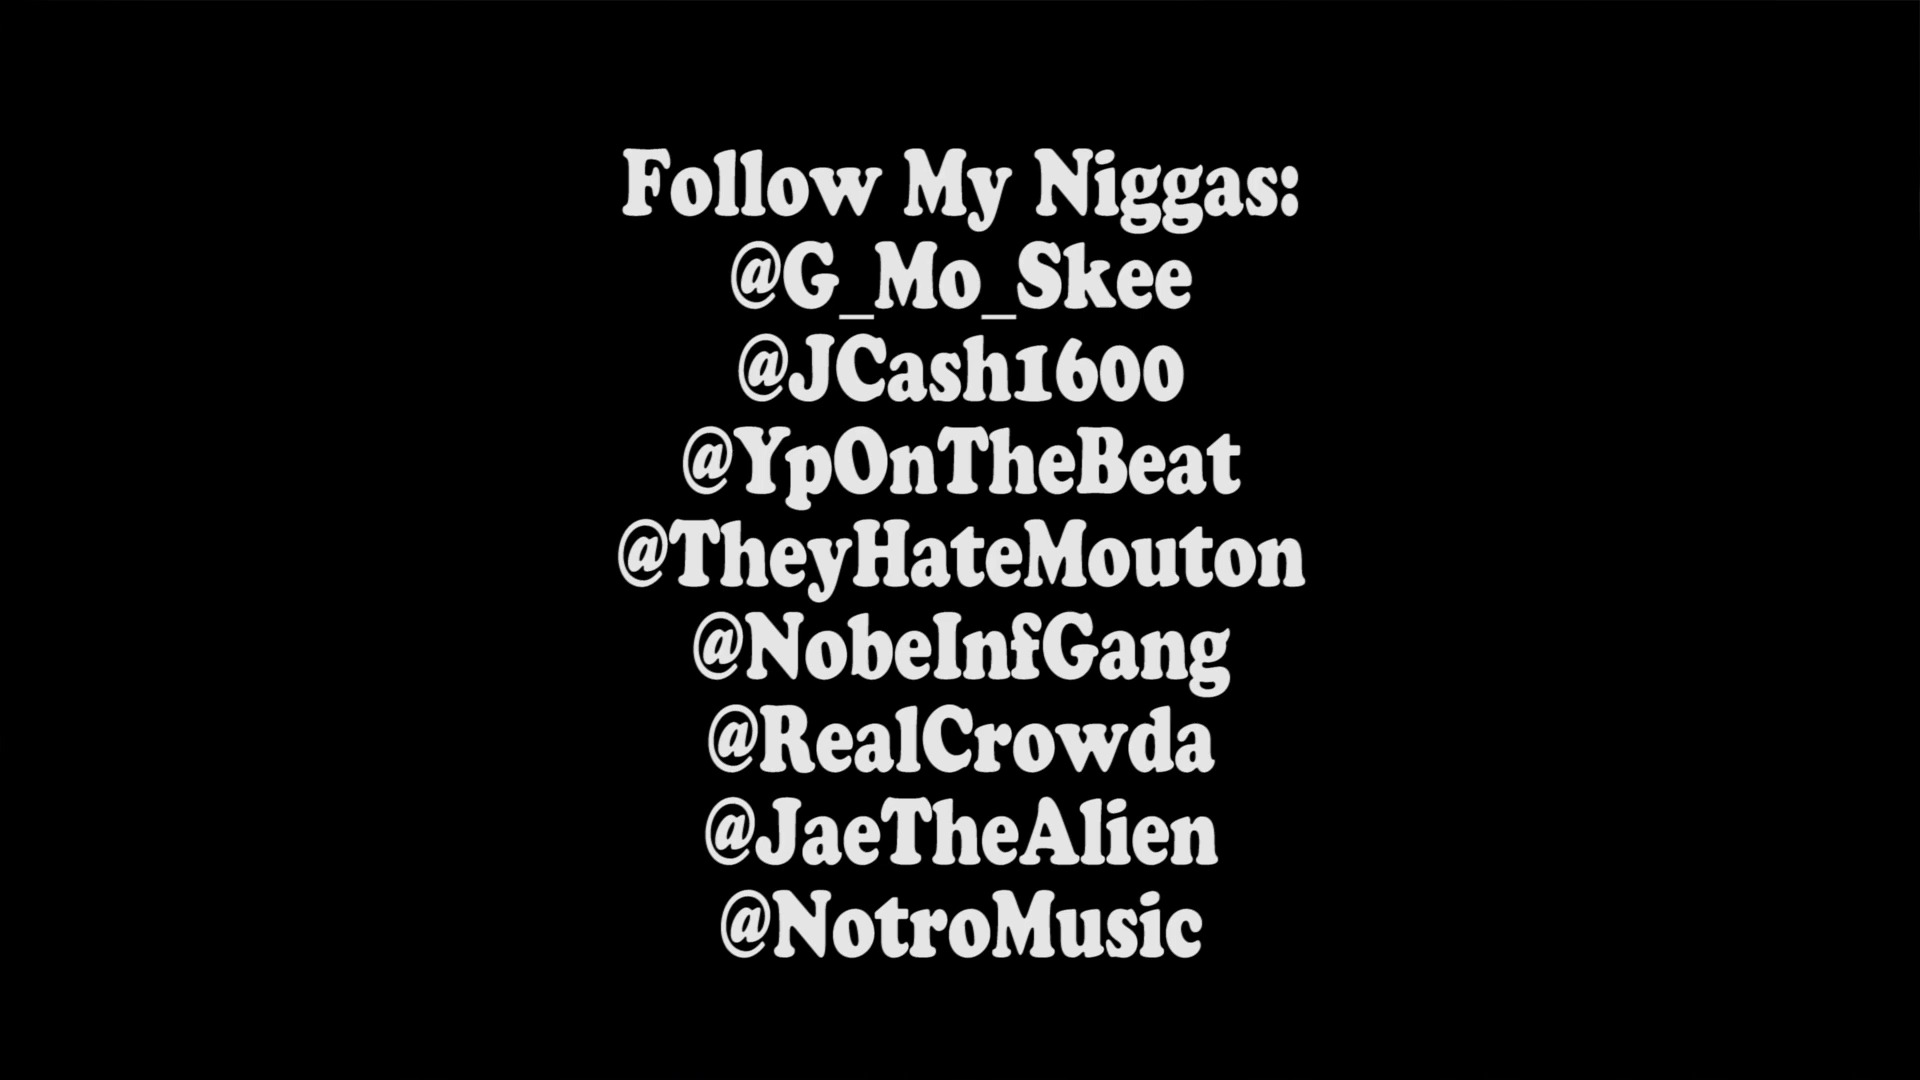 Follow My Niggas:
@G_Mo_Skee
@JCash1600
@YpOnTheBeat
@TheyHateMouton
@NobeInfGang
@RealCrowda
@JaeTheAlien
@NotroMusic